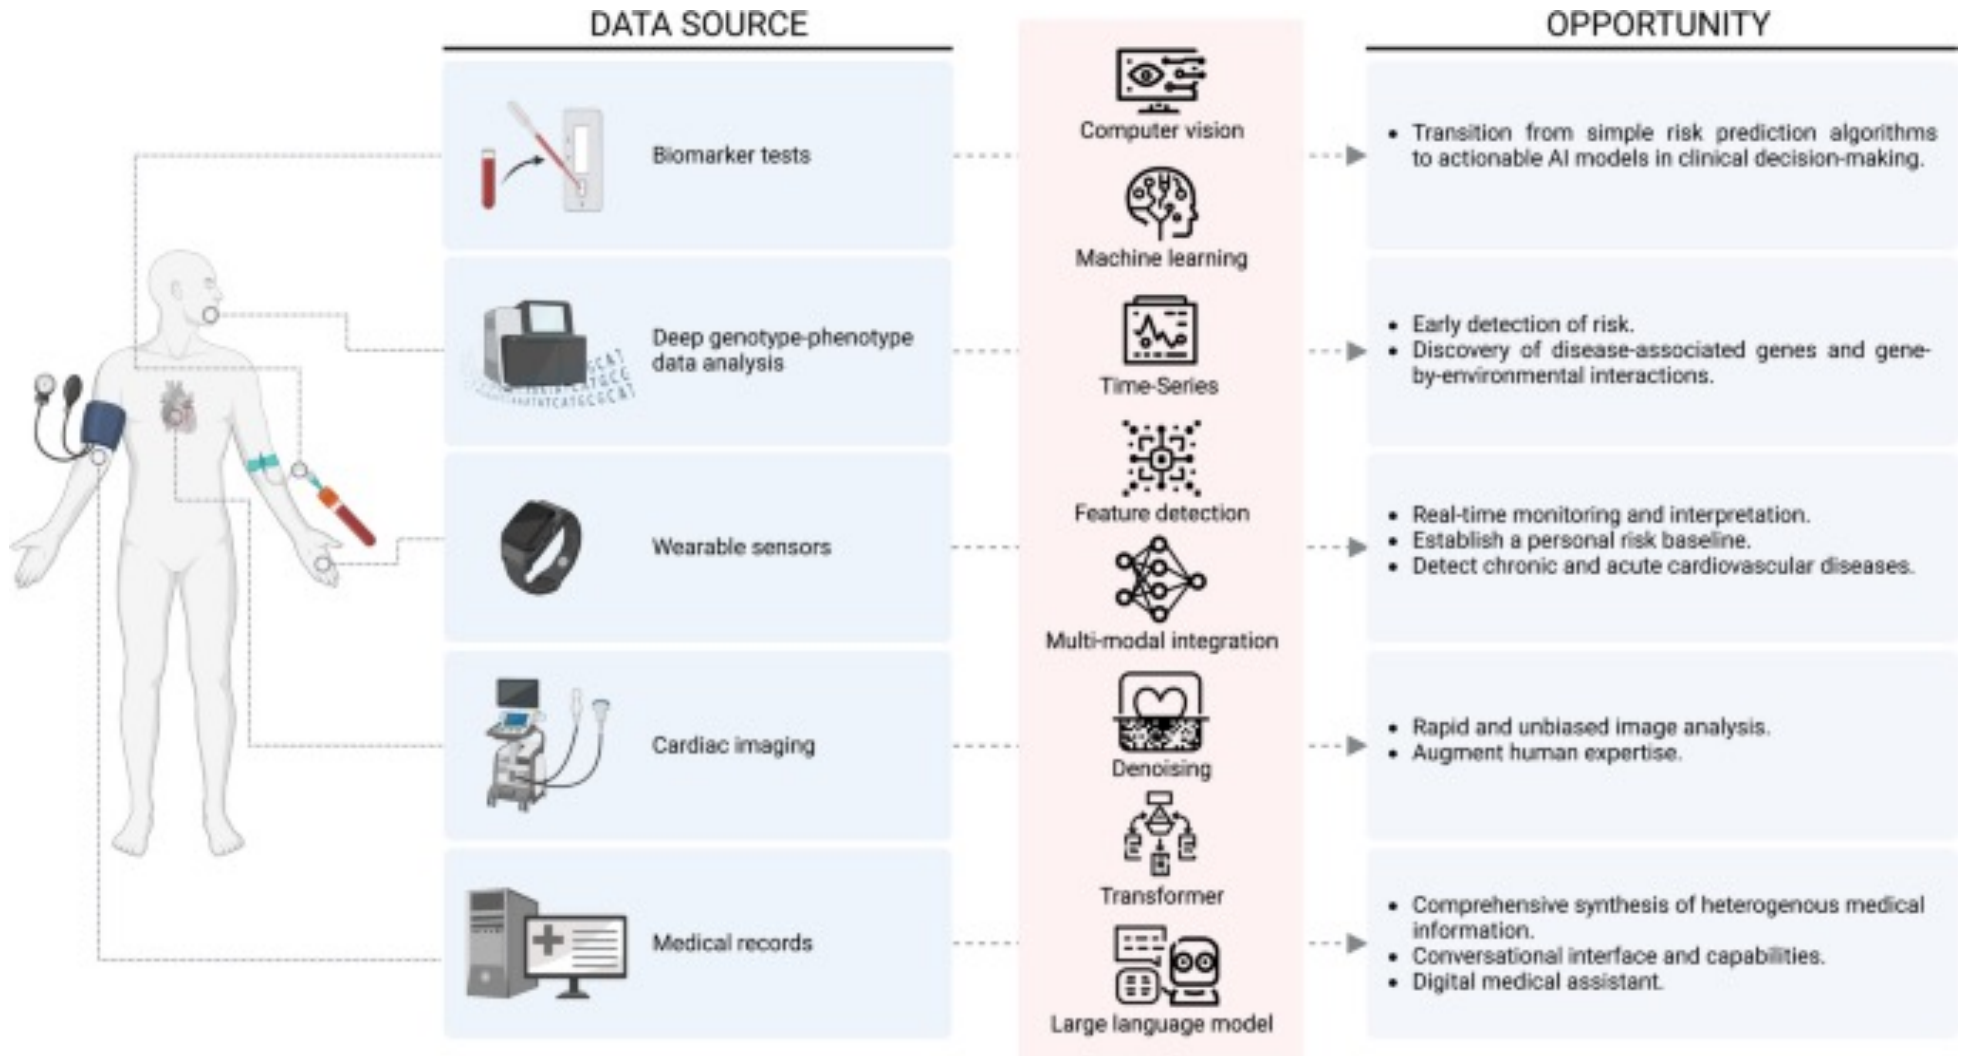 DATA SOURCE
OPPORTUNITY
Biomarker tests
Deep genotype-phenotype
data analysis
Wearable sensors
Cardiac imaging
Medical records
Computer vision
Machine learning
Time-Series
Feature detection
Multi-modal integration
Denoising
Transformer
Large language model
• Transition from simple risk prediction algorithms
to actionable AI models in clinical decision-making.
• Early detection of risk.
• Discovery of disease-associated genes and gene-
by-environmental interactions.
• Real-time monitoring and interpretation.
• Establish a personal risk baseline.
• Detect chronic and acute cardiovascular diseases.
• Rapid and unbiased image analysis.
• Augment human expertise.
• Comprehensive synthesis of heterogenous medical
information.
• Conversational interface and capabilities.
• Digital medical assistant.